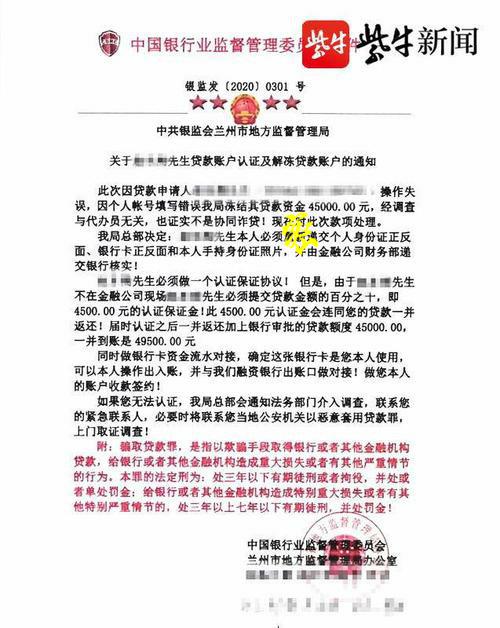 中国银行业监督管理委员 件
紫牛 紫牛新闻
银监发〔2020〕0301 号
中共银监会兰州市地方监督管理局
关于 先生贷款账户认证及解冻贷款账户的通知
此次因贷款申请人 操作失
误，因个人帐号填写错误我局冻结其贷款资金 45000.00 元，经调查
与代办员无关，也证实不是协同诈贷！现在对此次款项处理。
我局总部决定： 先生本人必须 递交个人身份证正反
面、银行卡正反面和本人手持身份证照片，并由金融公司财务部递
交银行核实！
先生必须做一个认证保证协议！但是，由于 先生
不在金融公司现场 先生必须提交贷款金额的百分之十，即
4500.00 元的认证保证金！此 4500.00 元认证金会连同您的贷款一并
返还！届时认证之后一并返还加上银行审批的贷款额度 45000.00，
一并到账是 49500.00 元
同时做银行卡资金流水对接，确定这张银行卡是您本人使用，
可以本人操作出入账，并与我们融资银行出账口做对接！做您本人
的账户收款签约！
如果您无法认证，我局总部会通知法务部门介入调查，联系您
的紧急联系人，必要时将联系您当地公安机关以恶意套用贷款罪，
上门取证调查！
附：骗取贷款罪，是指以欺骗手段取得银行或者其他金融机构
贷款，给银行或者其他金融机构造成重大损失或者有其他严重情节
的行为。本罪的法定刑为：处三年以下有期徒刑或者拘役，并处或
者单处罚金；给银行或者其他金融机构造成特别重大损失或者有其
他特别严重情节的，处三年以上七年以下有期徒刑，并处罚金！
中国银行业监督管理委员会
兰州市地方监督管理局办公室